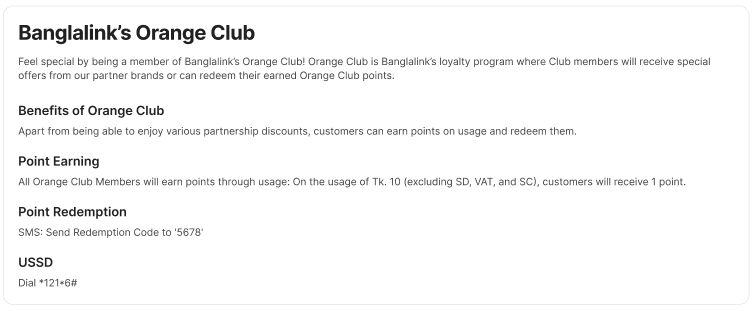 Banglalink’s Orange Club
Feel special by being a member of Banglalink’s Orange Club! Orange Club is Banglalink’s loyalty program where Club members will receive special
offers from our partner brands or can redeem their earned Orange Club points.
Benefits of Orange Club
Apart from being able to enjoy various partnership discounts, customers can earn points on usage and redeem them.
Point Earning
All Orange Club Members will earn points through usage: On the usage of Tk. 10 (excluding SD, VAT, and SC), customers will receive 1 point.
Point Redemption
SMS: Send Redemption Code to '5678'
USSD
Dial *121*6#